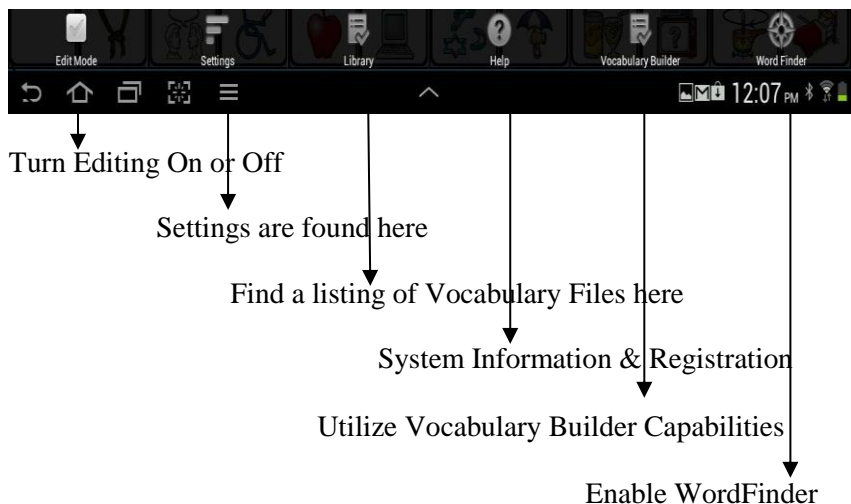 Edit Mode Settings Library Help Vocabulary Builder Word Finder
12:07 PM
Turn Editing On or Off
Settings are found here
Find a listing of Vocabulary Files here
System Information & Registration
Utilize Vocabulary Builder Capabilities
Enable WordFinder